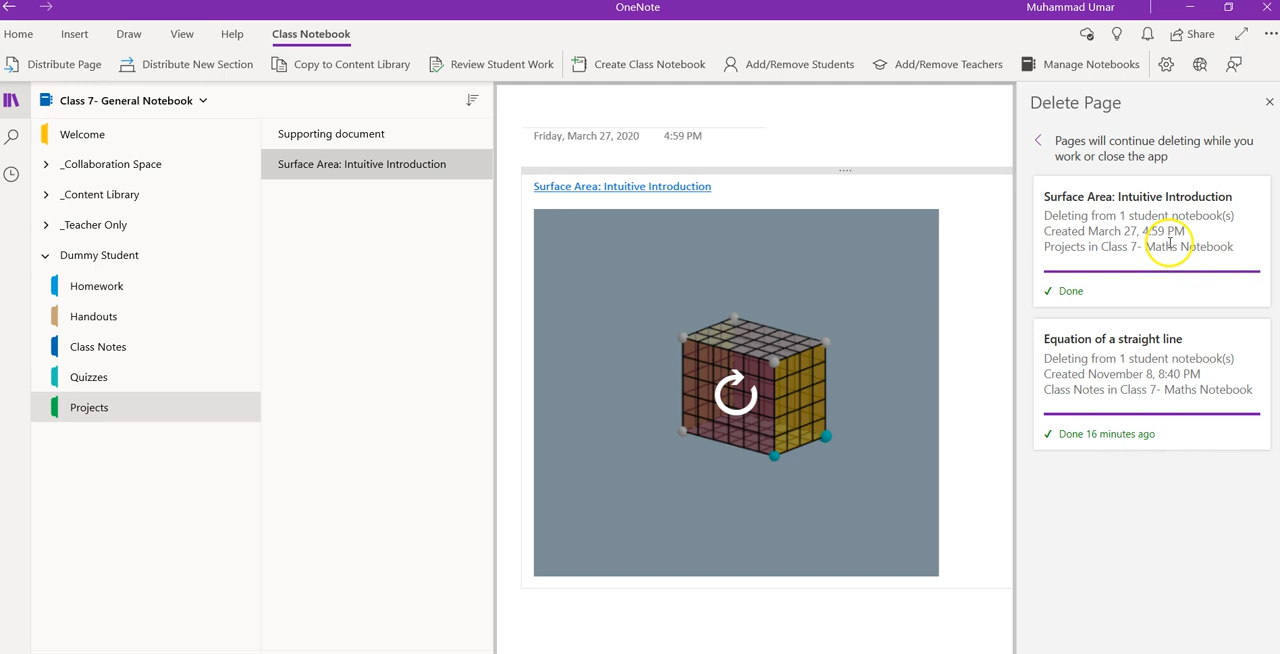 OneNote
Muhammad Umar
Home Insert Draw View Help Class Notebook
Share
Distribute Page Distribute New Section Copy to Content Library Review Student Work Create Class Notebook Add/Remove Students Add/Remove Teachers Manage Notebooks
Class 7- General Notebook
Welcome
_Collaboration Space
_Content Library
_Teacher Only
Dummy Student
Homework
Handouts
Class Notes
Quizzes
Projects
Supporting document
Surface Area: Intuitive Introduction
Friday, March 27, 2020 4:59 PM
Surface Area: Intuitive Introduction
Delete Page
Pages will continue deleting while you
work or close the app
Surface Area: Intuitive Introduction
Deleting from 1 student notebook(s)
Created March 27, 4:59 PM
Projects in Class 7- Maths Notebook
Done
Equation of a straight line
Deleting from 1 student notebook(s)
Created November 8, 8:40 PM
Class Notes in Class 7- Maths Notebook
Done 16 minutes ago